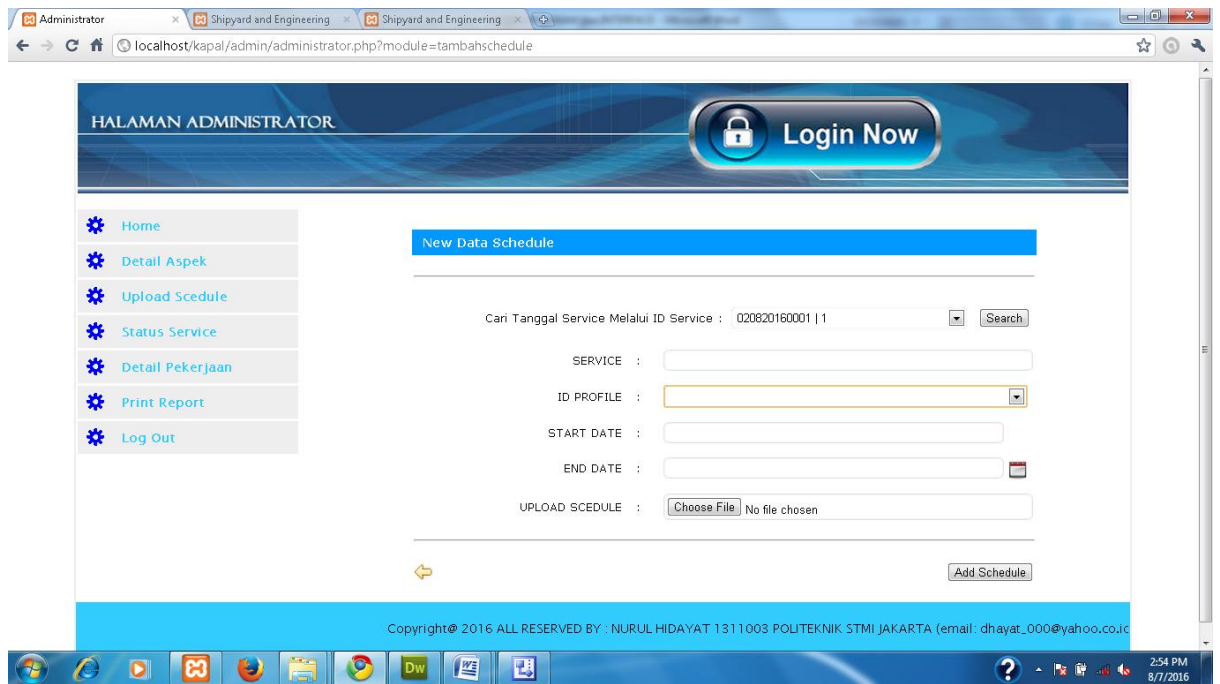 Administrator
Shipyard and Engineering
Shipyard and Engineering
localhost/kapal/admin/administrator.php?module=tambahschedule
HALAMAN ADMINISTRATOR
Login Now
Home
Detail Aspek
Upload Scedule
Status Service
Detail Pekerjaan
Print Report
Log Out
New Data Schedule
Cari Tanggal Service Melalui ID Service : 020820160001 | 1 Search
SERVICE :
ID PROFILE :
START DATE :
END DATE :
UPLOAD SCEDULE : Choose File No file chosen
Add Schedule
Copyright@ 2016 ALL RESERVED BY : NURUL HIDAYAT 1311003 POLITEKNIK STMI JAKARTA (email: dhayat_000@yahoo.co.ic
Dw
2:54 PM
8/7/2016